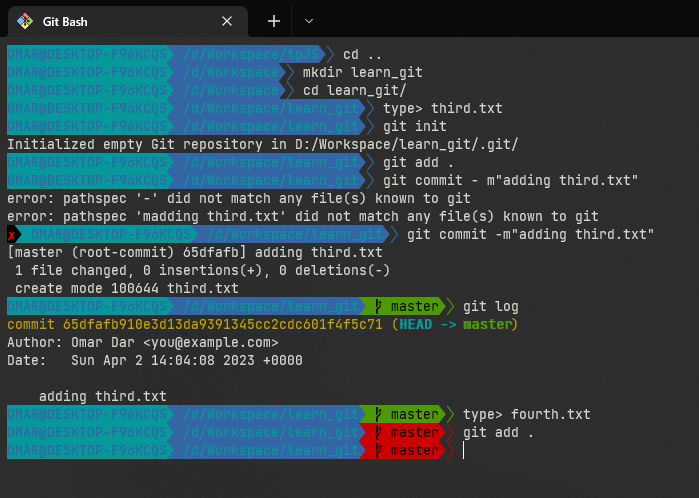 Git Bash
OMAR@DESKTOP-F96KCQS /d/Workspace/tpJS cd ..
OMAR@DESKTOP-F96KCQS /d/Workspace mkdir learn_git
OMAR@DESKTOP-F96KCQS /d/Workspace cd learn_git/
OMAR@DESKTOP-F96KCQS /d/Workspace/learn_git type> third.txt
OMAR@DESKTOP-F96KCQS /d/Workspace/learn_git git init
Initialized empty Git repository in D:/Workspace/learn_git/.git/
OMAR@DESKTOP-F96KCQS /d/Workspace/learn_git git add .
OMAR@DESKTOP-F96KCQS /d/Workspace/learn_git git commit - m"adding third.txt"
error: pathspec '-' did not match any file(s) known to git
error: pathspec 'madding third.txt' did not match any file(s) known to git
✘ OMAR@DESKTOP-F96KCQS /d/Workspace/learn_git git commit -m"adding third.txt"
[master (root-commit) 65dfafb] adding third.txt
1 file changed, 0 insertions(+), 0 deletions(-)
create mode 100644 third.txt
OMAR@DESKTOP-F96KCQS /d/Workspace/learn_git master git log
commit 65dfafb910e3d13da9391345cc2cdc601f4f5c71 (HEAD -> master)
Author: Omar Dar <you@example.com>
Date: Sun Apr 2 14:04:08 2023 +0000
adding third.txt
OMAR@DESKTOP-F96KCQS /d/Workspace/learn_git master type> fourth.txt
OMAR@DESKTOP-F96KCQS /d/Workspace/learn_git master git add .
OMAR@DESKTOP-F96KCQS /d/Workspace/learn_git master